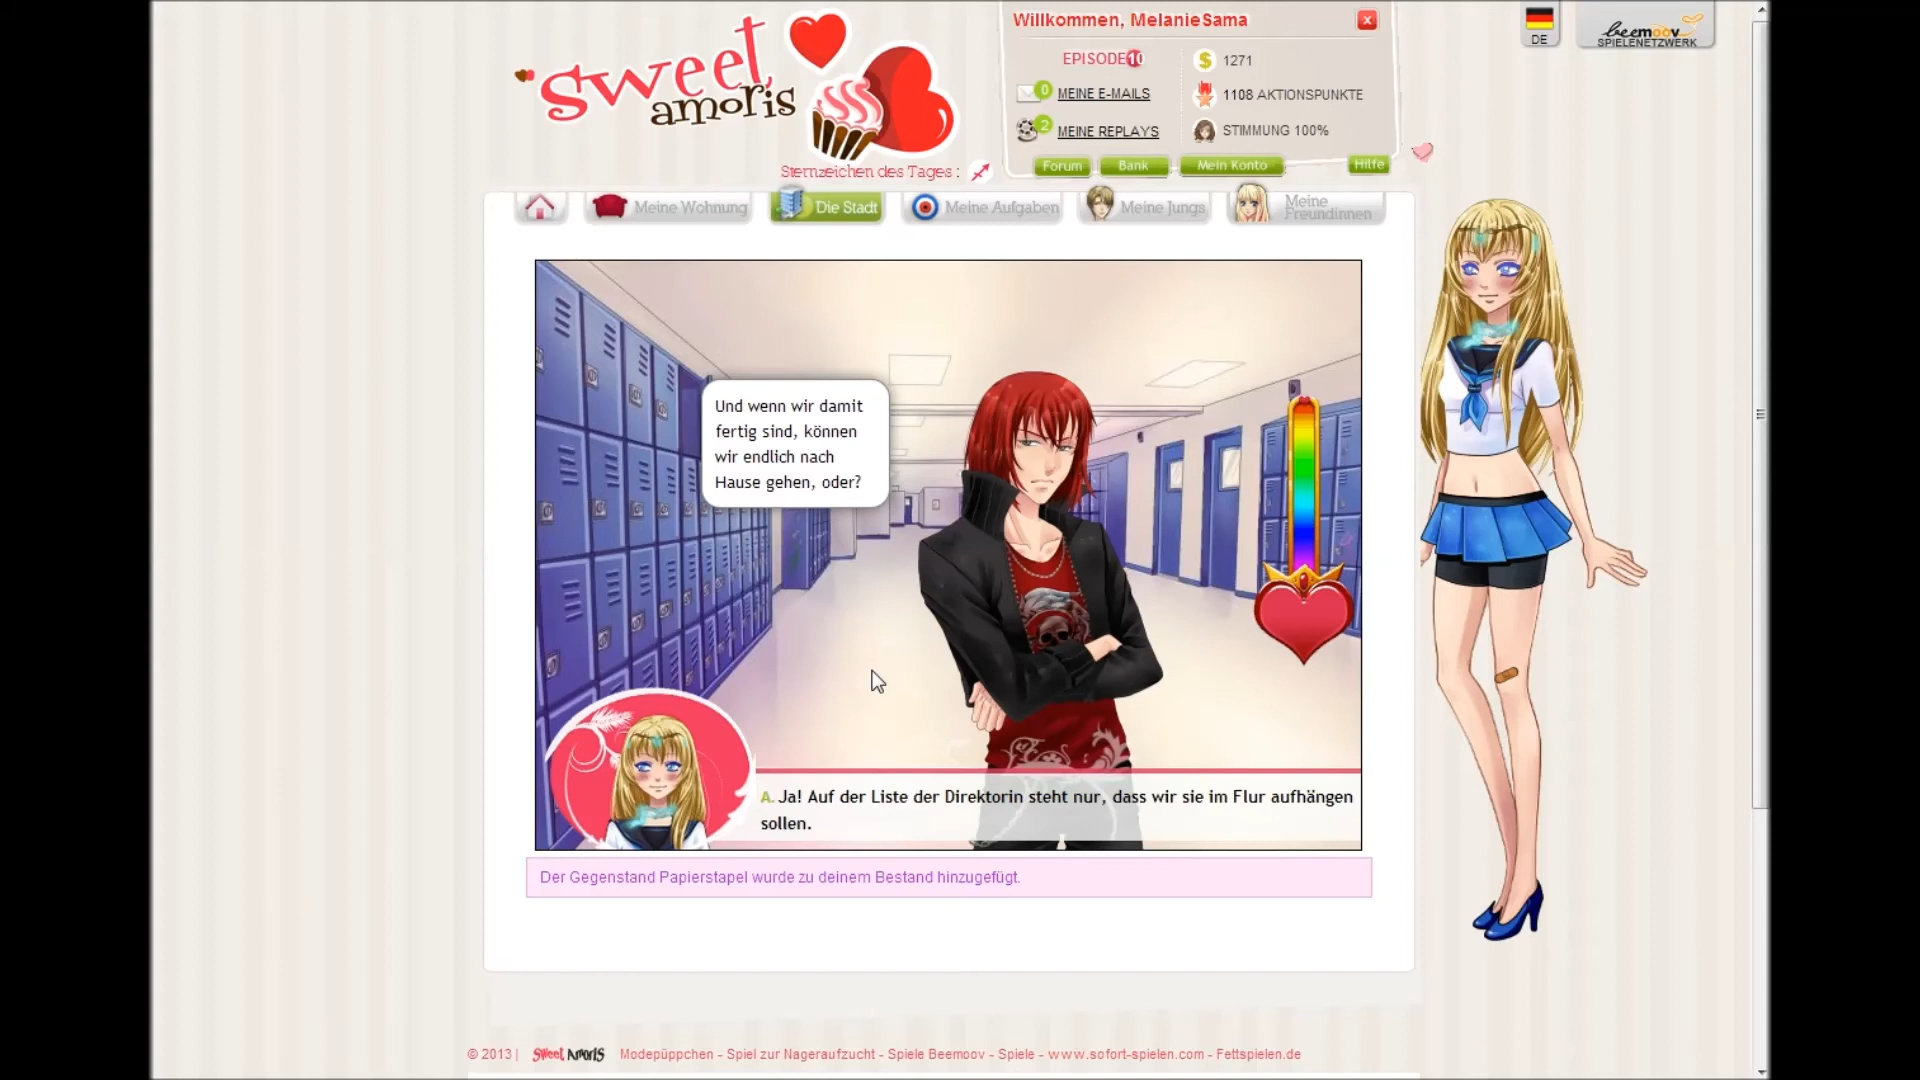 sweet amoris
Sternzeichen des Tages :
Willkommen, MelanieSama
EPISODE10
0 MEINE E-MAILS
2 MEINE REPLAYS
$ 1271
1108 AKTIONSPUNKTE
STIMMUNG 100%
Forum
Bank
Mein Konto
Hilfe
DE
beemoov
SPIELENETZWERK
Meine Wohnung
Die Stadt
Meine Aufgaben
Meine Jungs
Meine
Freundinnen
Und wenn wir damit
fertig sind, können
wir endlich nach
Hause gehen, oder?
A. Ja! Auf der Liste der Direktorin steht nur, dass wir sie im Flur aufhängen
sollen.
Der Gegenstand Papierstapel wurde zu deinem Bestand hinzugefügt.
© 2013 | Sweet Amoris Modepüppchen - Spiel zur Nageraufzucht - Spiele Beemoov - Spiele - www.sofort-spielen.com - Fettspielen.de